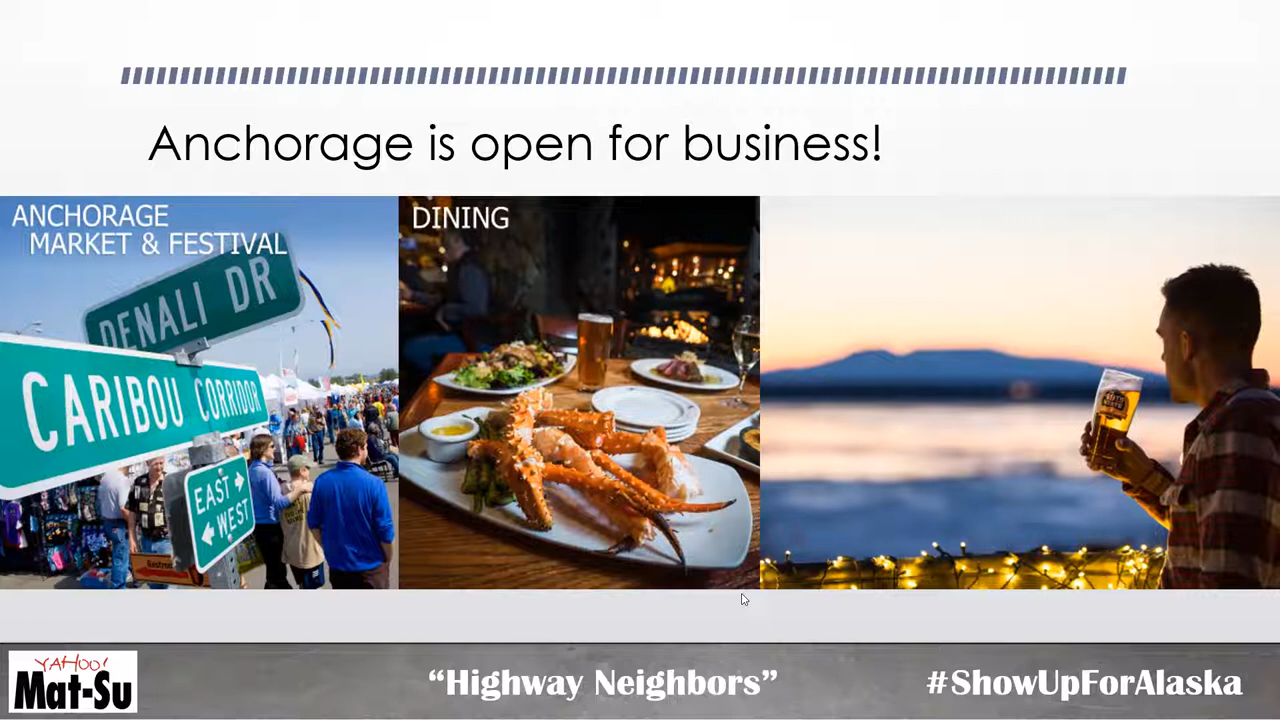 Anchorage is open for business!
ANCHORAGE
MARKET & FESTIVAL
DENALI DR
CARIBOU CORRIDOR
EAST
WEST
DINING
YAHOO!
Mat-Su
“Highway Neighbors”
#ShowUpForAlaska